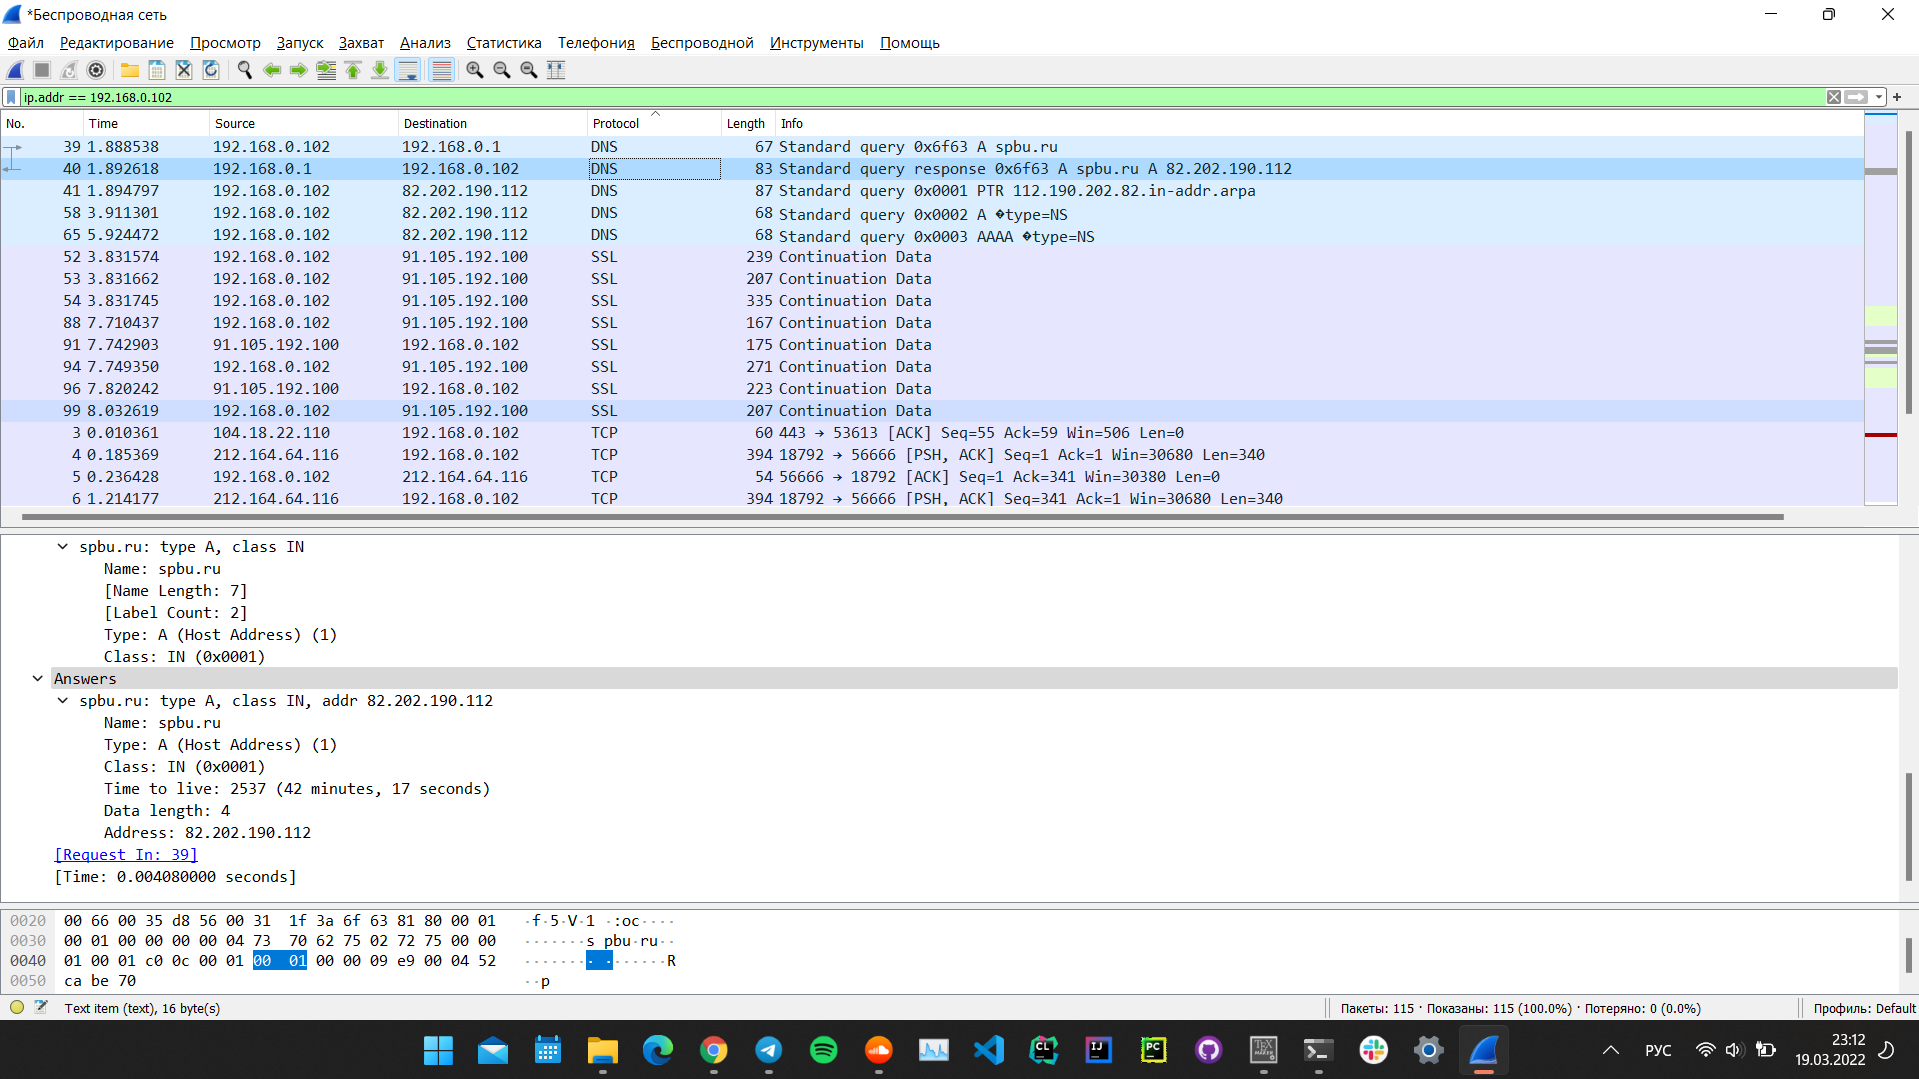 *Беспроводная сеть
Файл Редактирование Просмотр Запуск Захват Анализ Статистика Телефония Беспроводной Инструменты Помощь
ip.addr == 192.168.0.102
No. Time Source Destination Protocol Length Info
39 1.888538 192.168.0.102 192.168.0.1 DNS 67 Standard query 0x6f63 A spbu.ru
40 1.892618 192.168.0.1 192.168.0.102 DNS 83 Standard query response 0x6f63 A spbu.ru A 82.202.190.112
41 1.894797 192.168.0.102 82.202.190.112 DNS 87 Standard query 0x0001 PTR 112.190.202.82.in-addr.arpa
58 3.911301 192.168.0.102 82.202.190.112 DNS 68 Standard query 0x0002 A �type=NS
65 5.924472 192.168.0.102 82.202.190.112 DNS 68 Standard query 0x0003 AAAA �type=NS
52 3.831574 192.168.0.102 91.105.192.100 SSL 239 Continuation Data
53 3.831662 192.168.0.102 91.105.192.100 SSL 207 Continuation Data
54 3.831745 192.168.0.102 91.105.192.100 SSL 335 Continuation Data
88 7.710437 192.168.0.102 91.105.192.100 SSL 167 Continuation Data
91 7.742903 91.105.192.100 192.168.0.102 SSL 175 Continuation Data
94 7.749350 192.168.0.102 91.105.192.100 SSL 271 Continuation Data
96 7.820242 91.105.192.100 192.168.0.102 SSL 223 Continuation Data
99 8.032619 192.168.0.102 91.105.192.100 SSL 207 Continuation Data
3 0.010361 104.18.22.110 192.168.0.102 TCP 60 443 → 53613 [ACK] Seq=55 Ack=59 Win=506 Len=0
4 0.185369 212.164.64.116 192.168.0.102 TCP 394 18792 → 56666 [PSH, ACK] Seq=1 Ack=1 Win=30680 Len=340
5 0.236428 192.168.0.102 212.164.64.116 TCP 54 56666 → 18792 [ACK] Seq=1 Ack=341 Win=30380 Len=0
6 1.214177 212.164.64.116 192.168.0.102 TCP 394 18792 → 56666 [PSH, ACK] Seq=341 Ack=1 Win=30680 Len=340
spbu.ru: type A, class IN
Name: spbu.ru
[Name Length: 7]
[Label Count: 2]
Type: A (Host Address) (1)
Class: IN (0x0001)
Answers
spbu.ru: type A, class IN, addr 82.202.190.112
Name: spbu.ru
Type: A (Host Address) (1)
Class: IN (0x0001)
Time to live: 2537 (42 minutes, 17 seconds)
Data length: 4
Address: 82.202.190.112
[Request In: 39]
[Time: 0.004080000 seconds]
0020 00 66 00 35 d8 56 00 31 1f 3a 6f 63 81 80 00 01 ·f·5·V·1 ·:oc····
0030 00 01 00 00 00 00 04 73 70 62 75 02 72 75 00 00 ·······s pbu·ru··
0040 01 00 01 c0 0c 00 01 00 01 00 00 09 e9 00 04 52 ········ ·······R
0050 ca be 70 ··p
Text item (text), 16 byte(s) Пакеты: 115 · Показаны: 115 (100.0%) · Потеряно: 0 (0.0%) Профиль: Default
CL IJ PC TEX MAKER РУС 23:12
19.03.2022